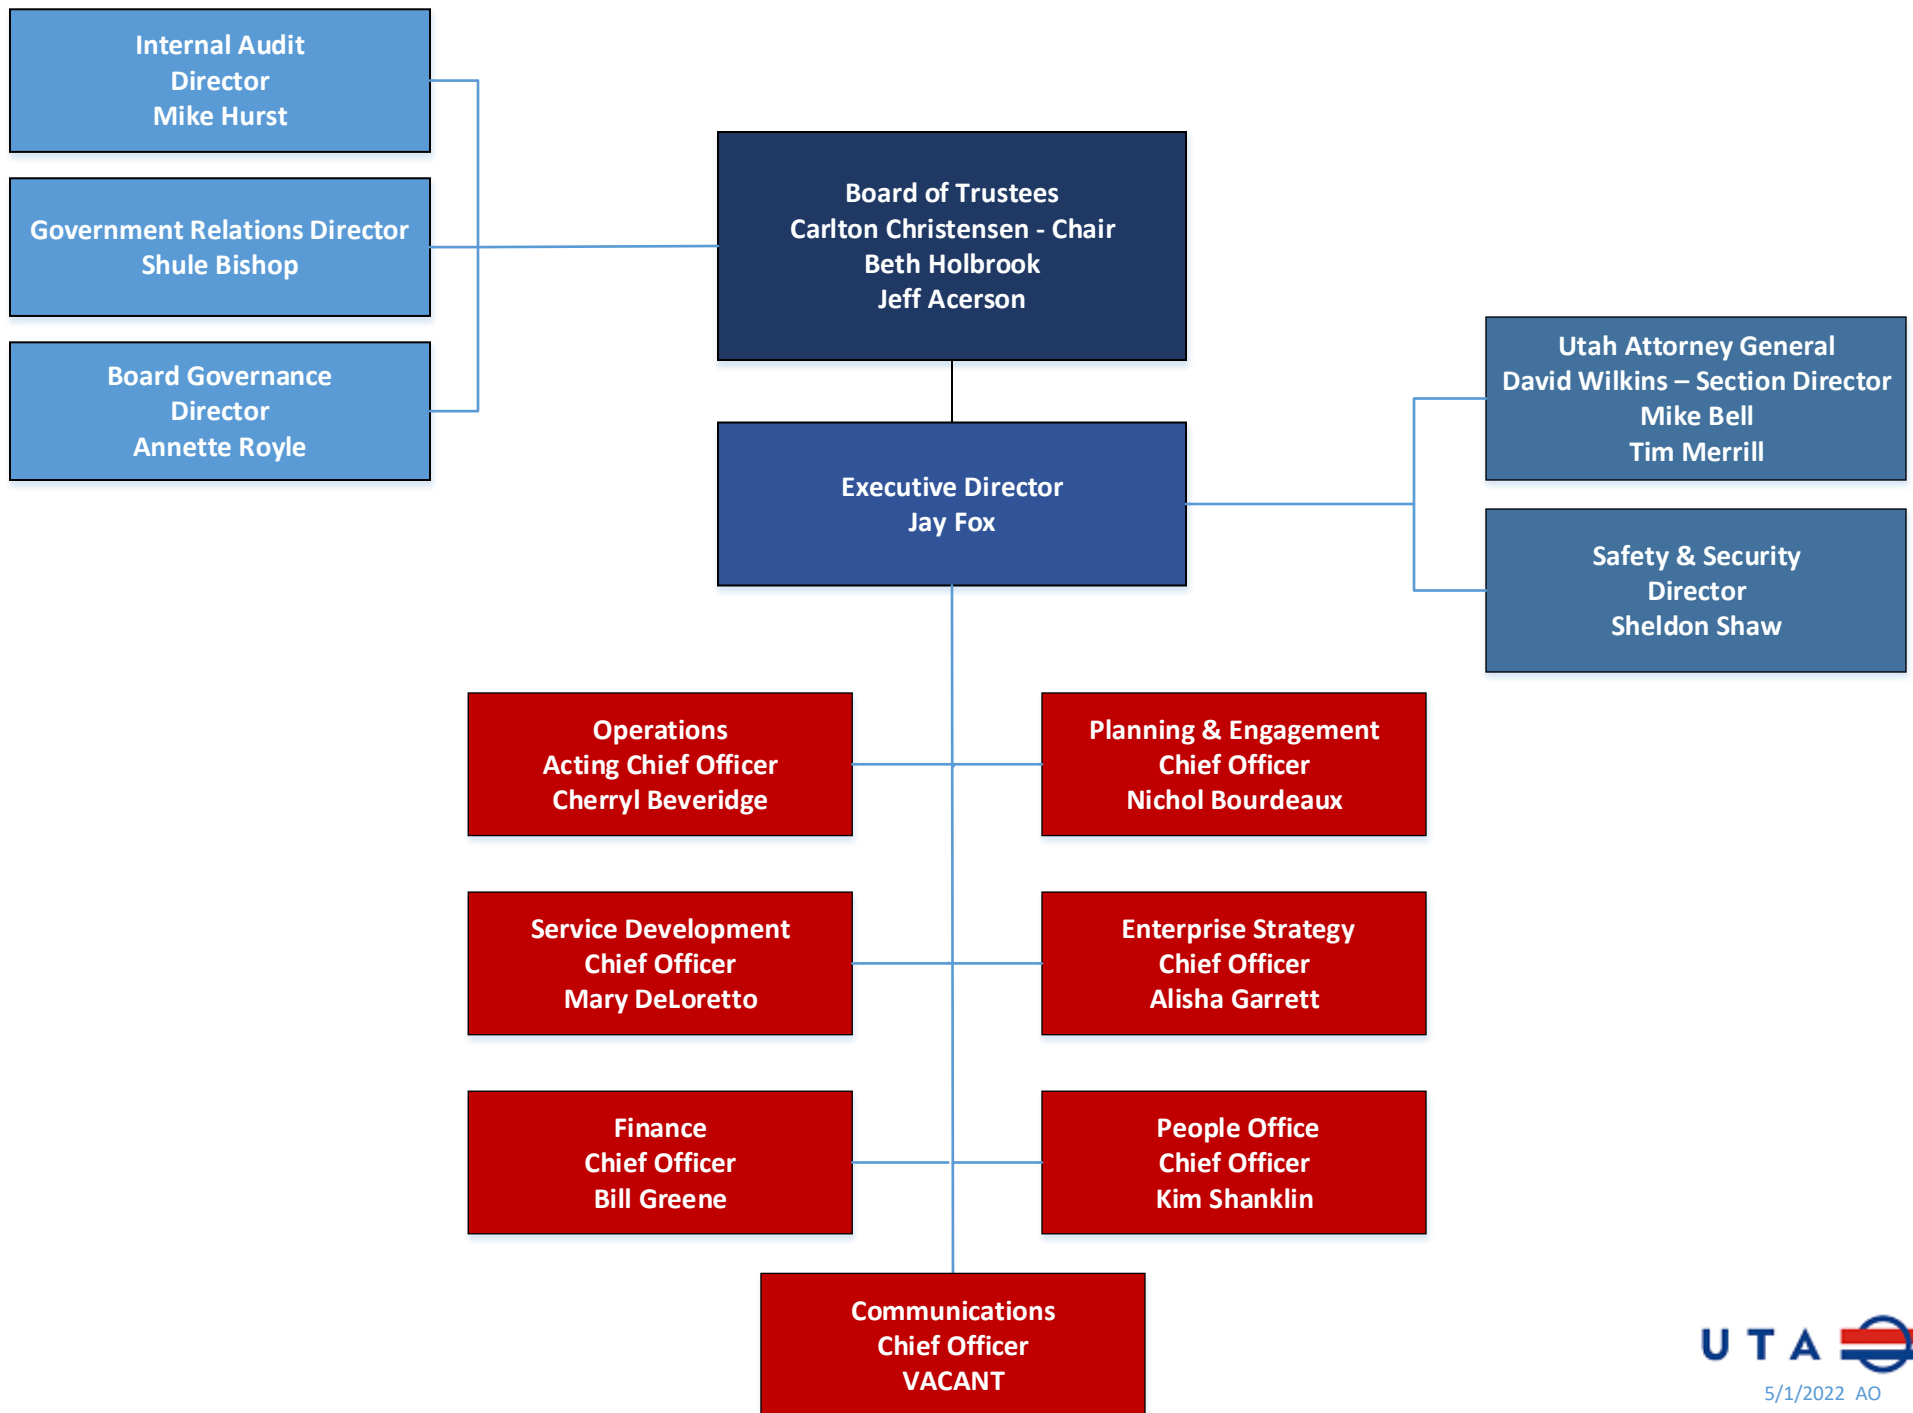 Internal Audit
Director
Mike Hurst
Government Relations Director
Shule Bishop
Board Governance
Director
Annette Royle
Board of Trustees
Carlton Christensen - Chair
Beth Holbrook
Jeff Acerson
Executive Director
Jay Fox
Utah Attorney General
David Wilkins – Section Director
Mike Bell
Tim Merrill
Safety & Security
Director
Sheldon Shaw
Operations
Acting Chief Officer
Cherryl Beveridge
Planning & Engagement
Chief Officer
Nichol Bourdeaux
Service Development
Chief Officer
Mary DeLoretto
Enterprise Strategy
Chief Officer
Alisha Garrett
Finance
Chief Officer
Bill Greene
People Office
Chief Officer
Kim Shanklin
Communications
Chief Officer
VACANT
UTA
5/1/2022 AO